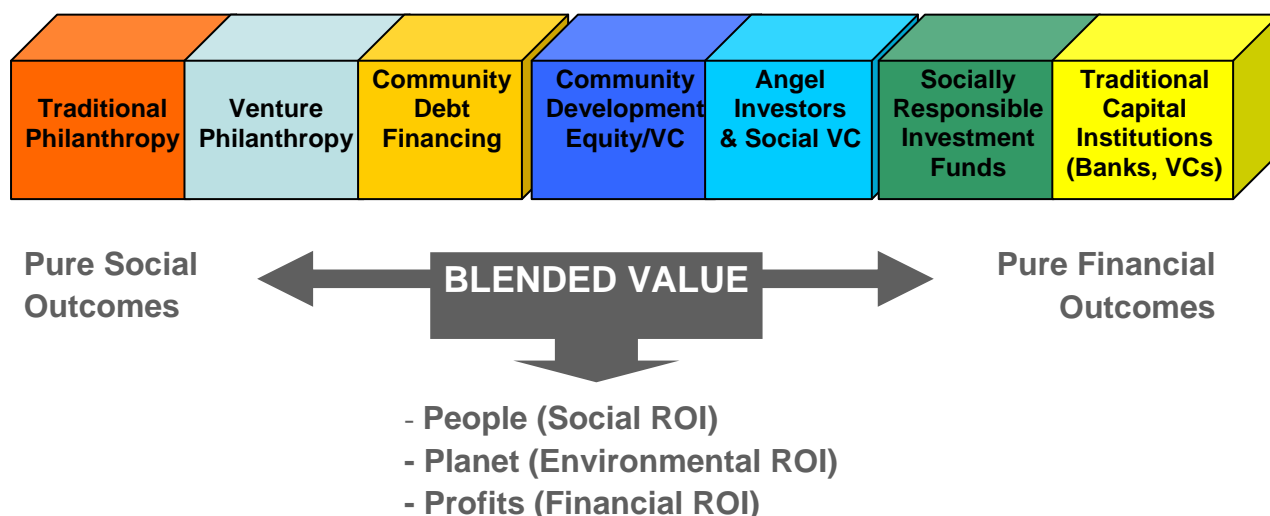 Traditional
Philanthropy
Venture
Philanthropy
Community
Debt
Financing
Community
Development
Equity/VC
Angel
Investors
& Social VC
Socially
Responsible
Investment
Funds
Traditional
Capital
Institutions
(Banks, VCs)
Pure Social
Outcomes
BLENDED VALUE
Pure Financial
Outcomes
- People (Social ROI)
- Planet (Environmental ROI)
- Profits (Financial ROI)